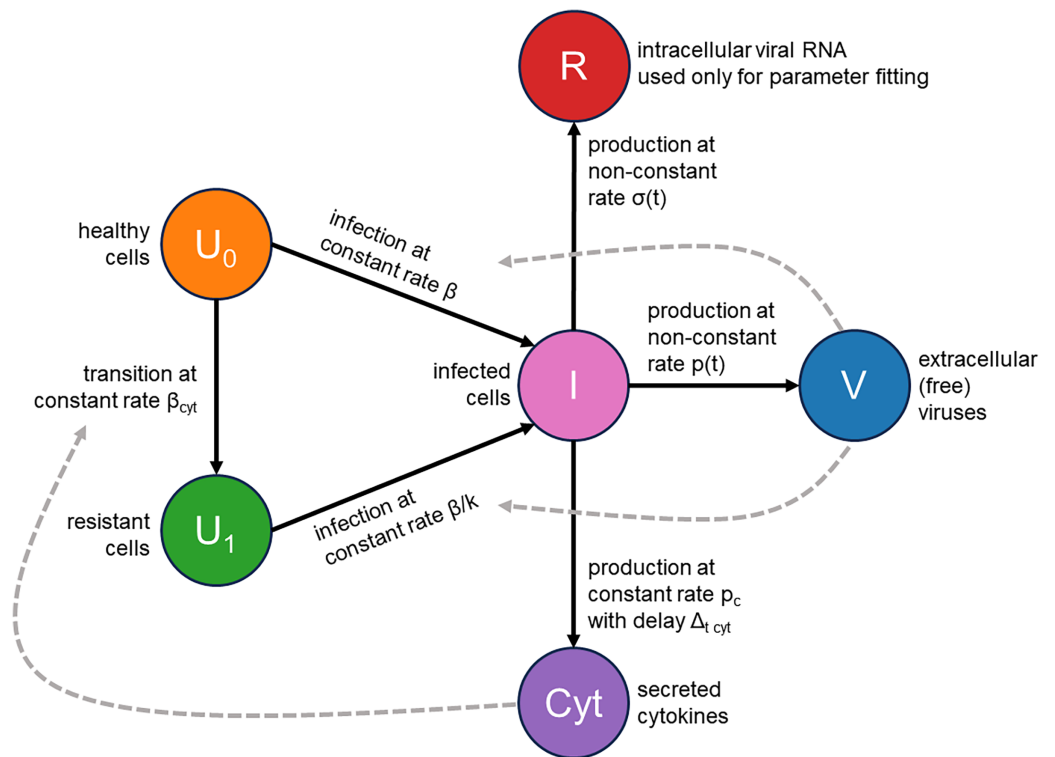 R
intracellular viral RNA
used only for parameter fitting
production at
non-constant
rate σ(t)
healthy
cells
U₀
infection at
constant rate β
transition at
constant rate βcyt
infected
cells
I
production at
non-constant
rate p(t)
V
extracellular
(free)
viruses
resistant
cells
U₁
infection at
constant rate β/k
production at
constant rate pc
with delay Δt cyt
Cyt
secreted
cytokines